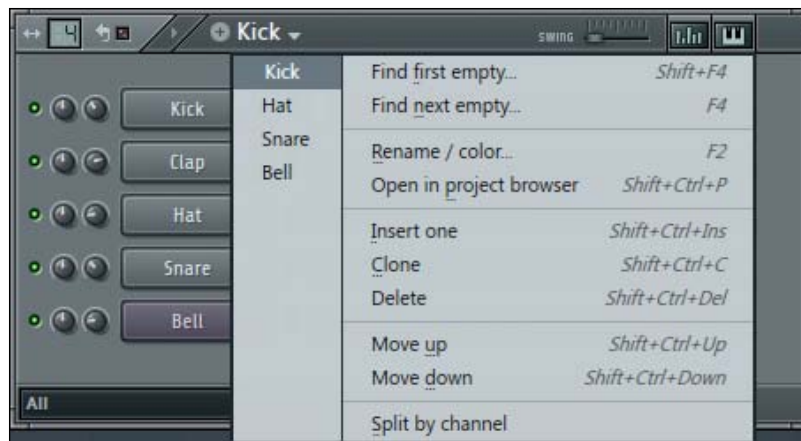 Kick
SWING
Kick
Clap
Hat
Snare
Bell
All
Kick
Hat
Snare
Bell
Find first empty... Shift+F4
Find next empty... F4
Rename / color... F2
Open in project browser Shift+Ctrl+P
Insert one Shift+Ctrl+Ins
Clone Shift+Ctrl+C
Delete Shift+Ctrl+Del
Move up Shift+Ctrl+Up
Move down Shift+Ctrl+Down
Split by channel